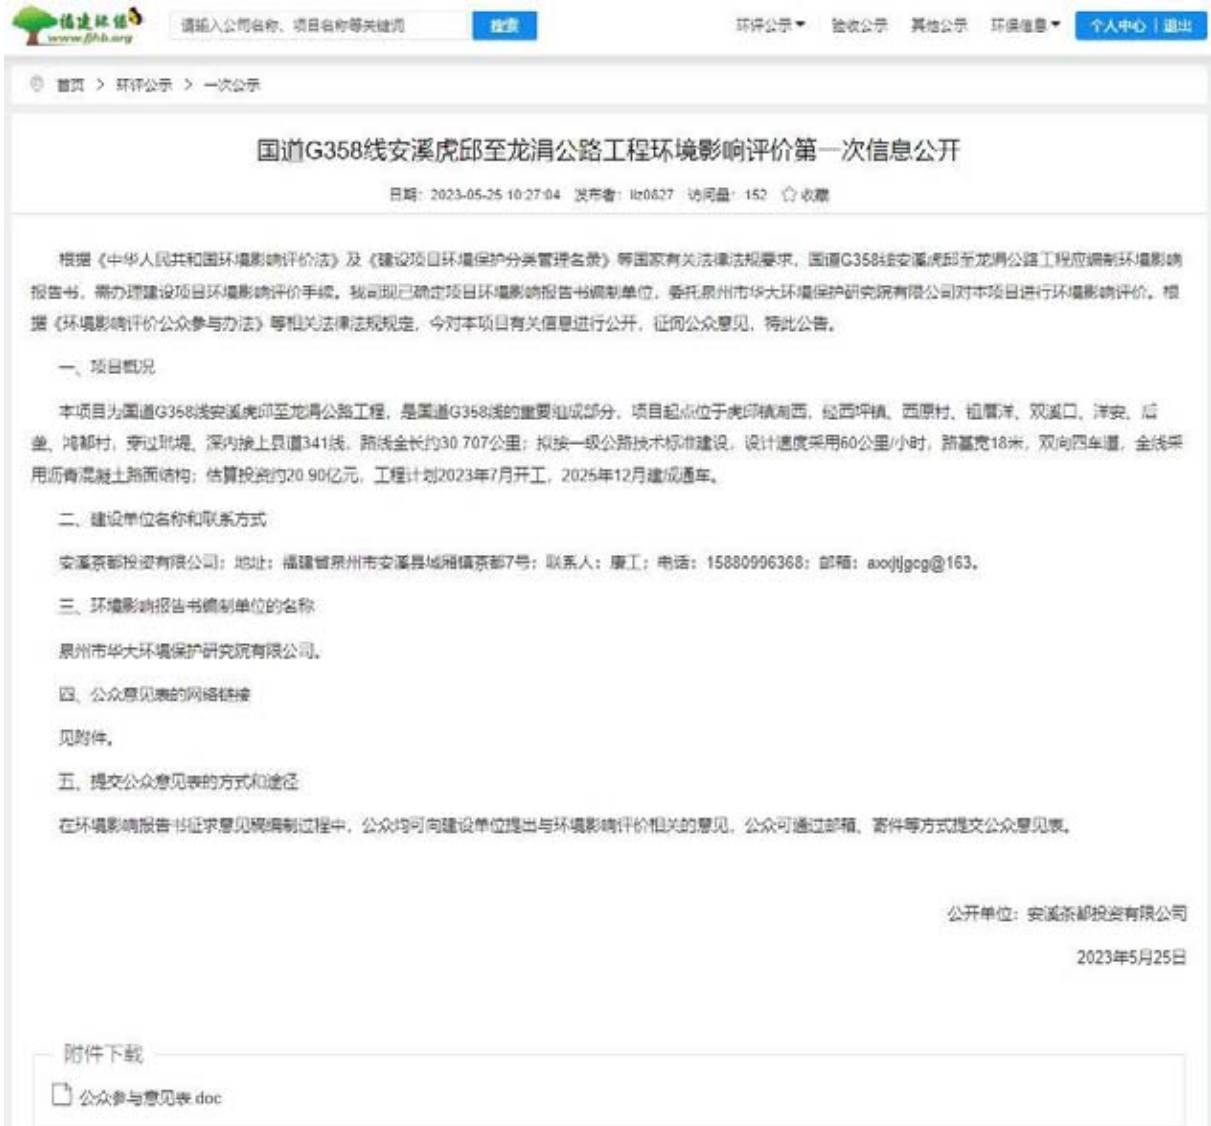 福建环保
www.fjhb.org
请输入公司名称、项目名称等关键词
搜索
环评公示
验收公示
其他公示
环保信息
个人中心 | 退出
首页 > 环评公示 > 一次公示
国道G358线安溪虎邱至龙涓公路工程环境影响评价第一次信息公开
日期：2023-05-25 10:27:04 发布者：liz0827 访问量：152 收藏
根据《中华人民共和国环境影响评价法》及《建设项目环境保护分类管理名录》等国家有关法律法规要求，国道G358线安溪虎邱至龙涓公路工程应编制环境影响
报告书，需办理建设项目环境影响评价手续。我司现已确定项目环境影响报告书编制单位，委托泉州市华大环境保护研究院有限公司对本项目进行环境影响评价。根
据《环境影响评价公众参与办法》等相关法律法规规定，今对本项目有关信息进行公开，征询公众意见，特此公告。
一、项目概况
本项目为国道G358线安溪虎邱至龙涓公路工程，是国道G358线的重要组成部分，项目起点位于虎邱镇湖西，经西坪镇、西原村、祖厝洋、双溪口、洋安、后
垄、鸿都村，穿过玳堤、深内接上县道341线，路线全长约30.707公里；拟按一级公路技术标准建设，设计速度采用60公里/小时，路基宽18米，双向四车道，全线采
用沥青混凝土路面结构；估算投资约20.90亿元，工程计划2023年7月开工，2025年12月建成通车。
二、建设单位名称和联系方式
安溪茶都投资有限公司；地址：福建省泉州市安溪县城厢镇茶都7号；联系人：廖工；电话：15880996368；邮箱：axxjtjgcg@163。
三、环境影响报告书编制单位的名称
泉州市华大环境保护研究院有限公司。
四、公众意见表的网络链接
见附件。
五、提交公众意见表的方式和途径
在环境影响报告书征求意见稿编制过程中，公众均可向建设单位提出与环境影响评价相关的意见，公众可通过邮箱、寄件等方式提交公众意见表。
公开单位：安溪茶都投资有限公司
2023年5月25日
附件下载
公众参与意见表.doc